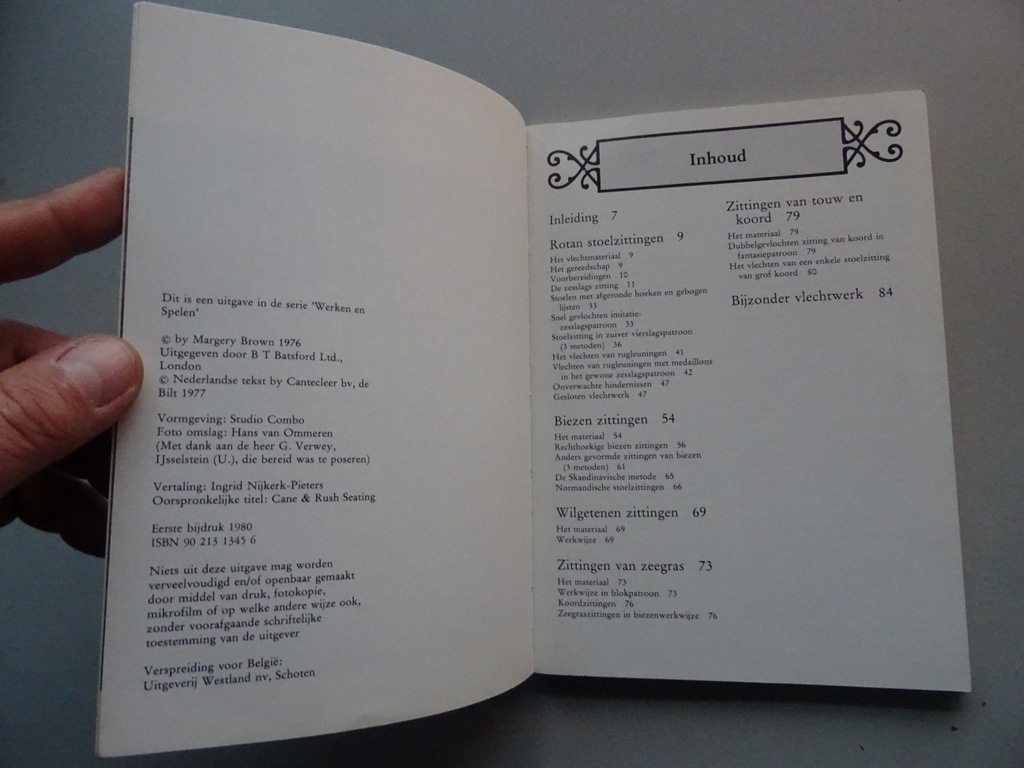 Dit is een uitgave in de serie 'Werken en
Spelen'
© by Margery Brown 1976
Uitgegeven door B T Batsford Ltd.,
London
© Nederlandse tekst by Cantecleer bv, de
Bilt 1977
Vormgeving: Studio Combo
Foto omslag: Hans van Ommeren
(Met dank aan de heer G. Verwey,
IJsselstein (U.), die bereid was te poseren)
Vertaling: Ingrid Nijkerk-Pieters
Oorspronkelijke titel: Cane & Rush Seating
Eerste bijdruk 1980
ISBN 90 213 1345 6
Niets uit deze uitgave mag worden
verveelvoudigd en/of openbaar gemaakt
door middel van druk, fotokopie,
mikrofilm of op welke andere wijze ook,
zonder voorafgaande schriftelijke
toestemming van de uitgever
Verspreiding voor België:
Uitgeverij Westland nv, Schoten
Inhoud
Inleiding 7
Rotan stoelzittingen 9
Het vlechtmateriaal 9
Het gereedschap 9
Voorbereidingen 10
De zesslags zitting 11
Stoelen met afgeronde hoeken en gebogen
lijsten 33
Snel gevlochten imitatie-
zesslagspatroon 33
Stoelzitting in zuiver vierslagspatroon
(3 metoden) 36
Het vlechten van rugleuningen 41
Vlechten van rugleuningen met medaillons
in het gewone zesslagspatroon 42
Onverwachte hindernissen 47
Gesloten vlechtwerk 47
Biezen zittingen 54
Het materiaal 54
Rechthoekige biezen zittingen 56
Anders gevormde zittingen van biezen
(3 metoden) 61
De Skandinavische metode 65
Normandische stoelzittingen 66
Wilgetenen zittingen 69
Het materiaal 69
Werkwijze 69
Zittingen van zeegras 73
Het materiaal 73
Werkwijze in blokpatroon 73
Koordzittingen 76
Zeegraszittingen in biezenwerkwijze 76
Zittingen van touw en
koord 79
Het materiaal 79
Dubbelgevlochten zitting van koord in
fantasiepatroon 79
Het vlechten van een enkele stoelzitting
van grof koord 80
Bijzonder vlechtwerk 84